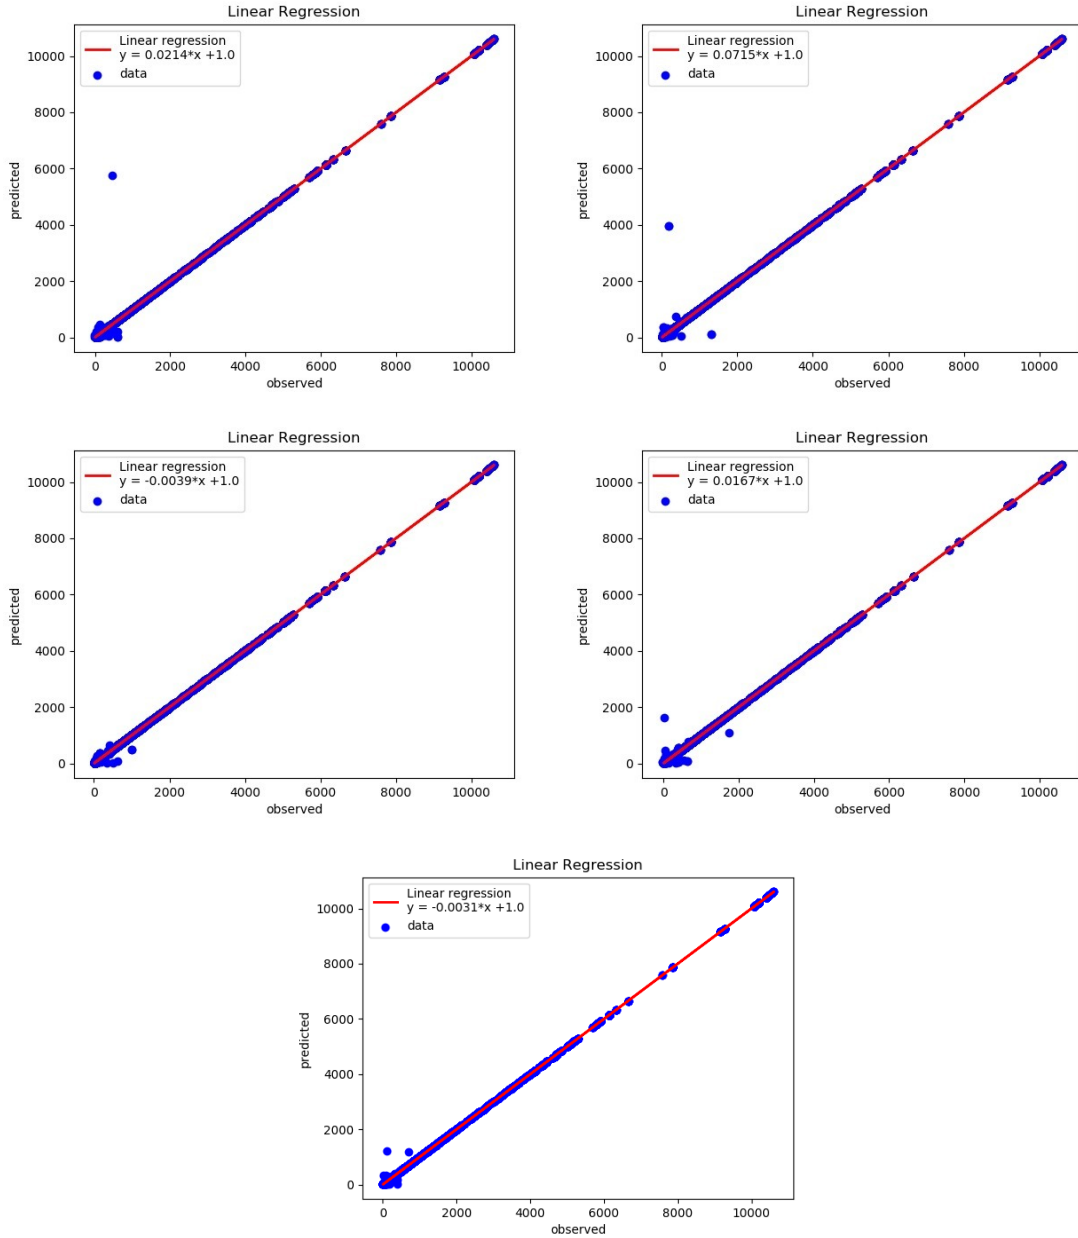 Linear Regression
Linear regression
y = 0.0214*x +1.0
data
10000
8000
6000
4000
2000
0
predicted
0 2000 4000 6000 8000 10000
observed
Linear Regression
Linear regression
y = 0.0715*x +1.0
data
10000
8000
6000
4000
2000
0
predicted
0 2000 4000 6000 8000 10000
observed
Linear Regression
Linear regression
y = -0.0039*x +1.0
data
10000
8000
6000
4000
2000
0
predicted
0 2000 4000 6000 8000 10000
observed
Linear Regression
Linear regression
y = 0.0167*x +1.0
data
10000
8000
6000
4000
2000
0
predicted
0 2000 4000 6000 8000 10000
observed
Linear Regression
Linear regression
y = -0.0031*x +1.0
data
10000
8000
6000
4000
2000
0
predicted
0 2000 4000 6000 8000 10000
observed